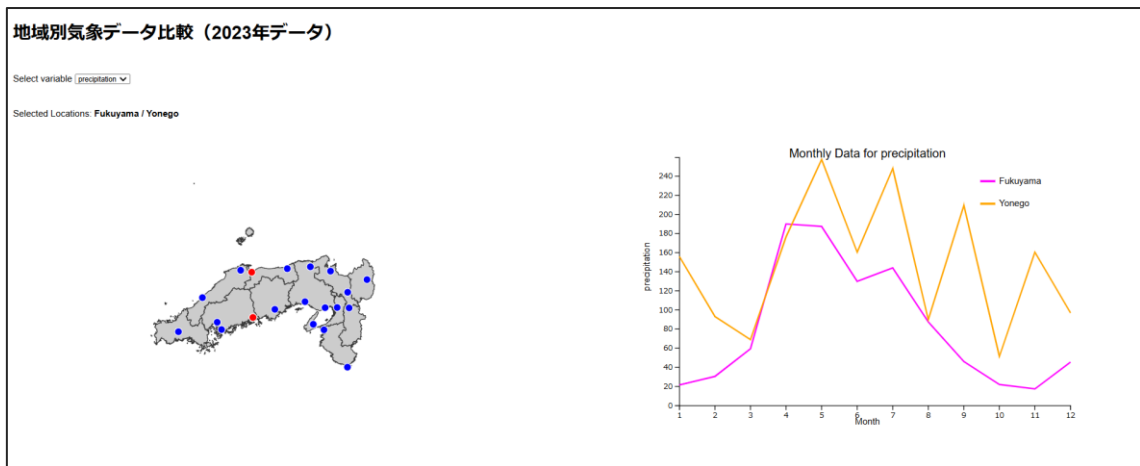 地域別気象データ比較（2023年データ）
Select variable precipitation
Selected Locations: Fukuyama / Yonego
Monthly Data for precipitation
Fukuyama
Yonego
precipitation
240
220
200
180
160
140
120
100
80
60
40
20
0
1 2 3 4 5 6 7 8 9 10 11 12
Month